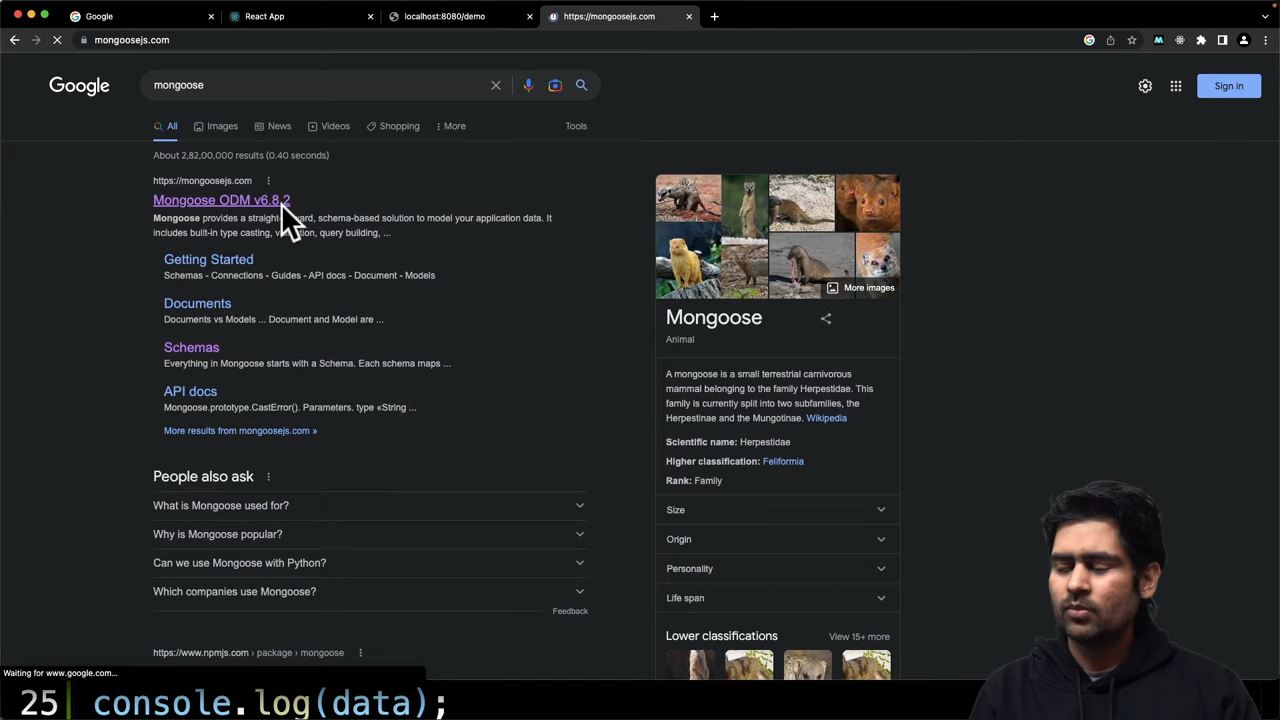 Google
React App
localhost:8080/demo
https://mongoosejs.com
mongoosejs.com
Google
mongoose
Sign in
All
Images
News
Videos
Shopping
More
Tools
About 2,82,00,000 results (0.40 seconds)
https://mongoosejs.com
Mongoose ODM v6.8.2
Mongoose provides a straight- schema-based solution to model your application data. It
includes built-in type casting, query building, ...
Getting Started
Schemas - Connections - Guides - API docs - Document - Models
Documents
Documents vs Models ... Document and Model are ...
Schemas
Everything in Mongoose starts with a Schema. Each schema maps ...
API docs
Mongoose.prototype.CastError(). Parameters. type «String ...
More results from mongoosejs.com »
People also ask
What is Mongoose used for?
Why is Mongoose popular?
Can we use Mongoose with Python?
Which companies use Mongoose?
Feedback
https://www.npmjs.com › package › mongoose
More images
Mongoose
Animal
A mongoose is a small terrestrial carnivorous
mammal belonging to the family Herpestidae. This
family is currently split into two subfamilies, the
Herpestinae and the Mungotinae. Wikipedia
Scientific name: Herpestidae
Higher classification: Feliformia
Rank: Family
Size
Origin
Personality
Life span
Lower classifications
View 15+ more
Waiting for www.google.com...
25 console.log(data);